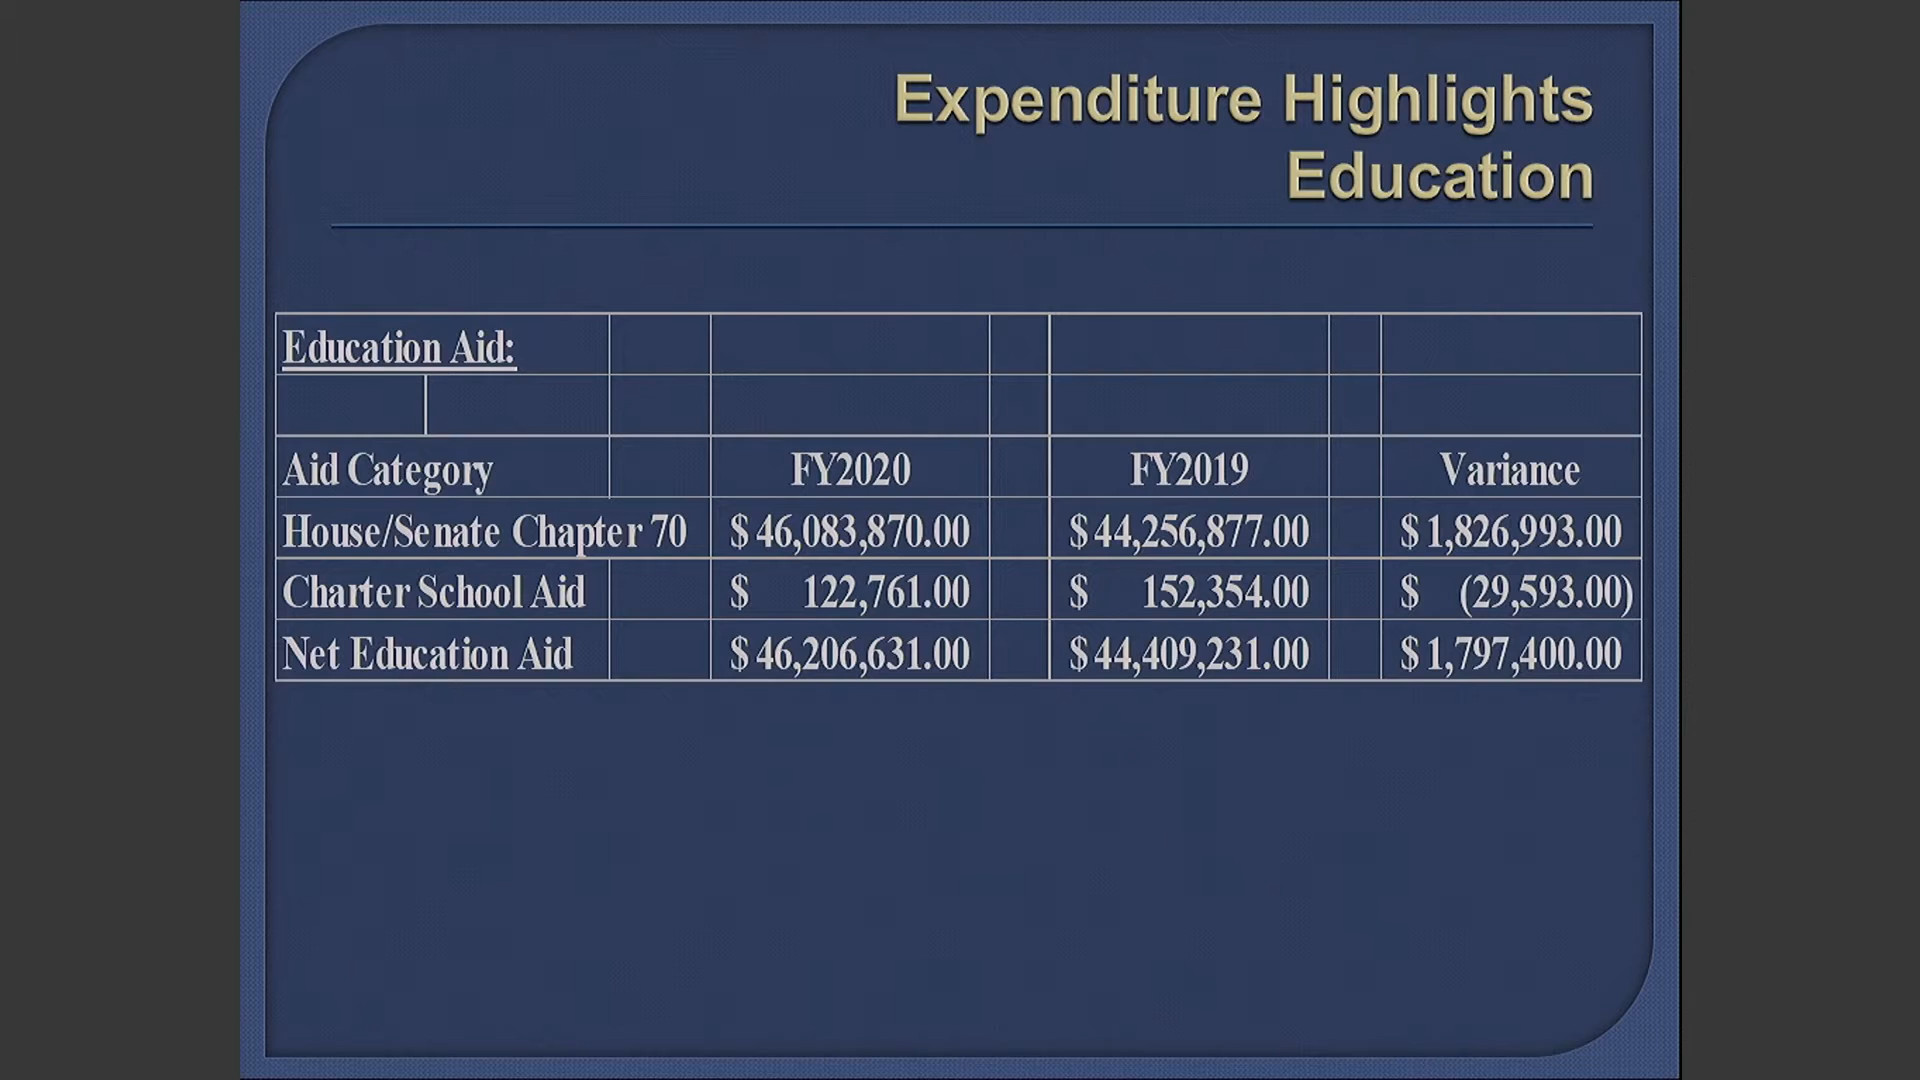 Expenditure Highlights
Education
Education Aid:
Aid Category FY2020 FY2019 Variance
House/Senate Chapter 70 $ 46,083,870.00 $ 44,256,877.00 $ 1,826,993.00
Charter School Aid $ 122,761.00 $ 152,354.00 $ (29,593.00)
Net Education Aid $ 46,206,631.00 $ 44,409,231.00 $ 1,797,400.00